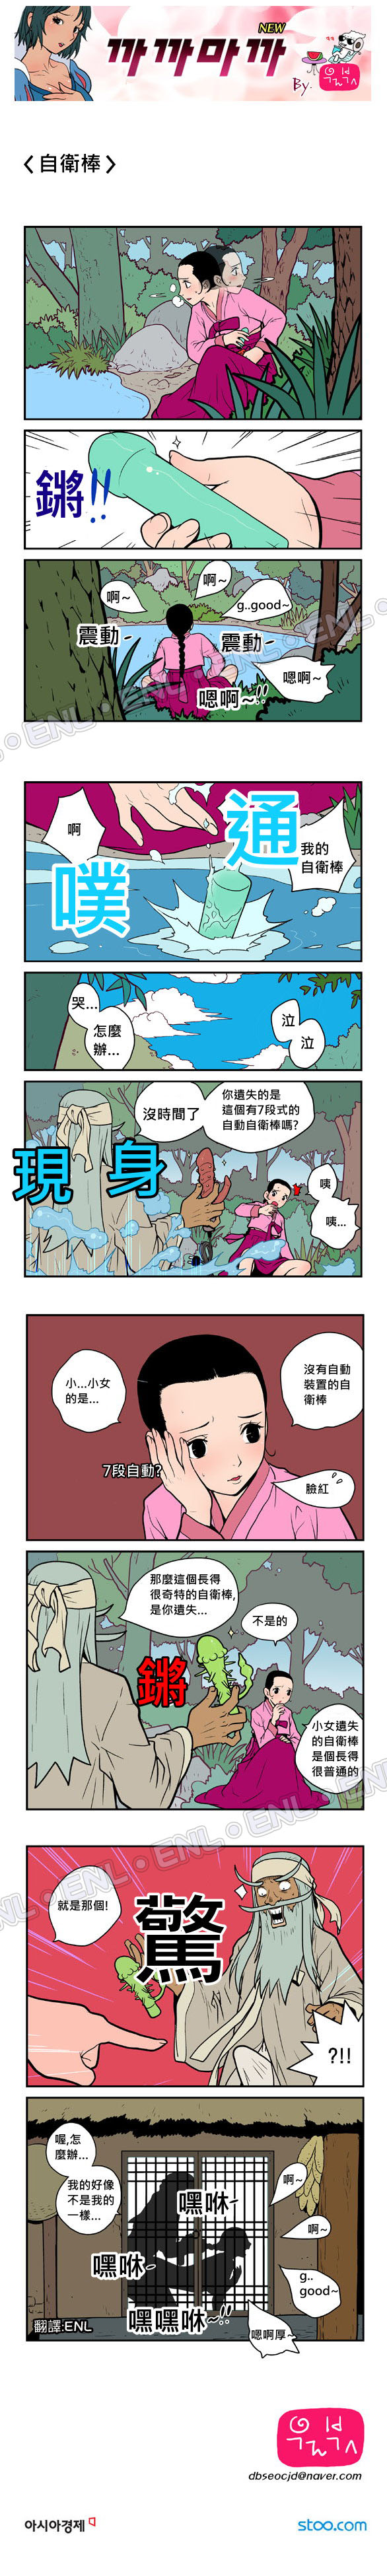 NEW
까까마까
By.
윤낌
〈自衛棒〉
鏘!!
啊~
啊~
g..good~
震動-
震動-
嗯啊~
嗯啊~!!
ENL
啊
噗
通
我的
自衛棒
哭...
怎麼
辦...
泣
泣
沒時間了
你遺失的是
這個有7段式的
自動自衛棒嗎?
現身
咦
咦...
小...小女
的是...
沒有自動
裝置的自
衛棒
7段自動?
臉紅
那麼這個長得
很奇特的自衛棒,
是你遺失...
不是的
鏘
小女遺失
的自衛棒
是個長得
很普通的
ENL
就是那個!
驚
?!!
喔,怎
麼辦...
我的好像
不是我的
一樣...
啊~
嘿咻-
啊~
嘿咻-
g..
good~
嘿嘿咻~!!
嗯啊厚~
翻譯:ENL
dbseocjd@naver.com
아시아경제
stoo.com